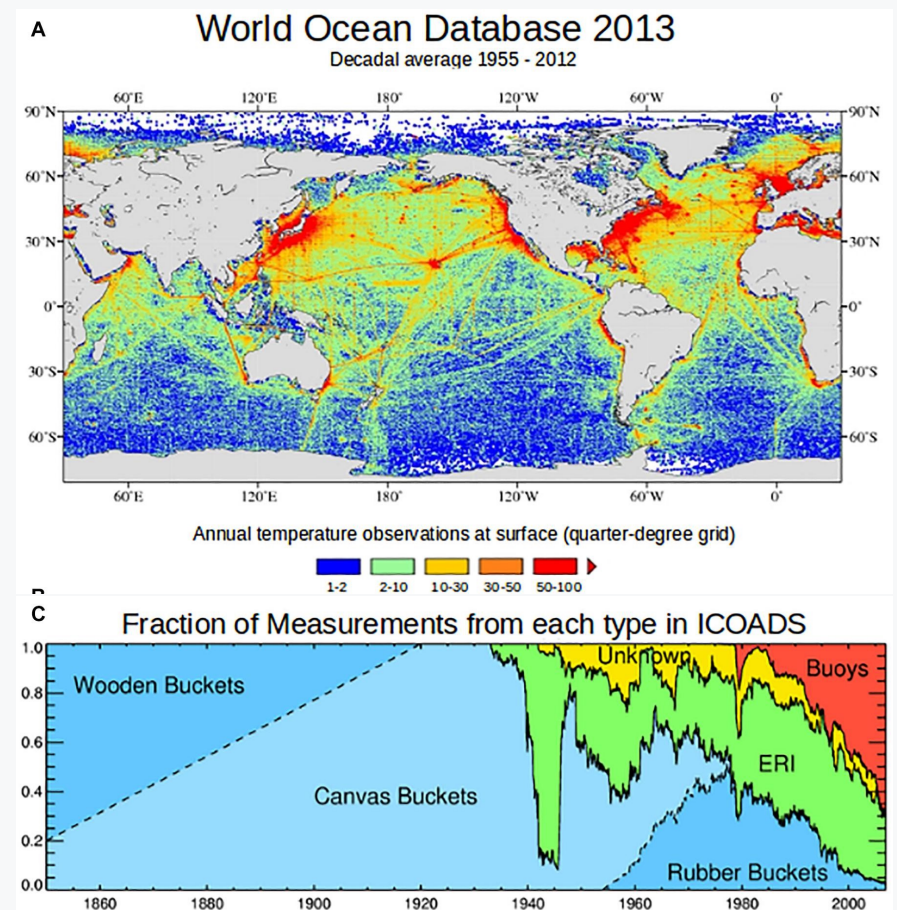 A
World Ocean Database 2013
Decadal average 1955 - 2012
60˚E 120˚E 180˚ 120˚W 60˚W 0˚
90˚N 90˚N
60˚N 60˚N
30˚N 30˚N
0˚ 0˚
30˚S 30˚S
60˚S 60˚S
60˚E 120˚E 180˚ 120˚W 60˚W 0˚
Annual temperature observations at surface (quarter-degree grid)
1-2 2-10 10-30 30-50 50-100
C
Fraction of Measurements from each type in ICOADS
1.0
Unknown
Buoys
Wooden Buckets
0.8
0.6
ERI
Canvas Buckets
0.4
0.2
Rubber Buckets
0.0
1860 1880 1900 1920 1940 1960 1980 2000